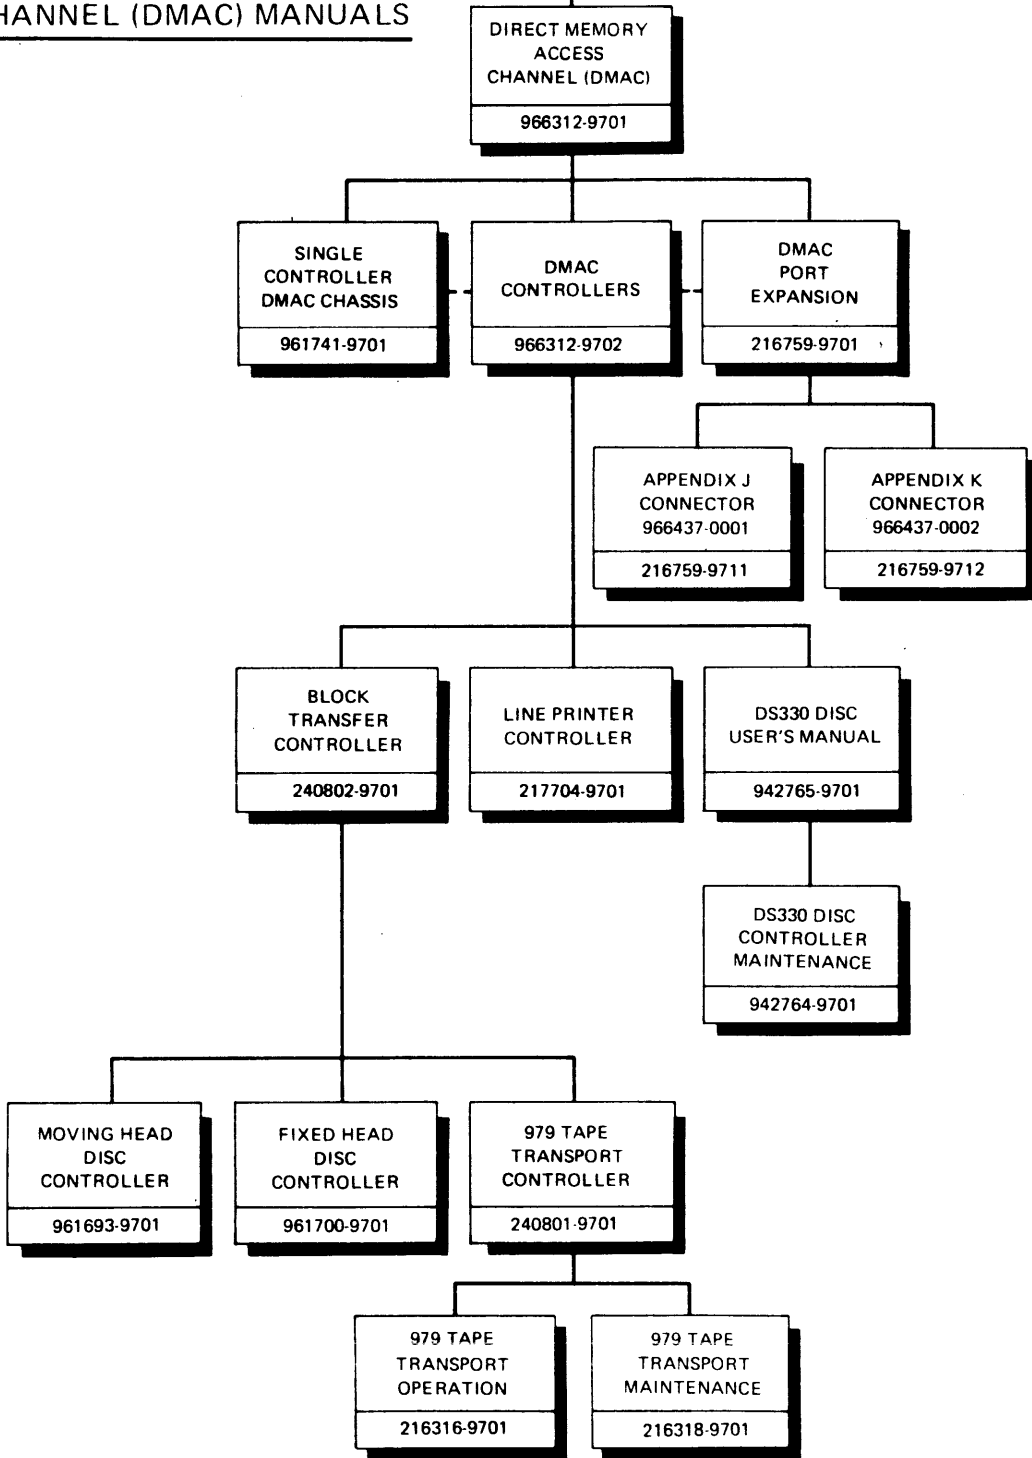 HANNEL (DMAC) MANUALS
DIRECT MEMORY
ACCESS
CHANNEL (DMAC)
966312-9701
SINGLE
CONTROLLER
DMAC CHASSIS
961741-9701
DMAC
CONTROLLERS
966312-9702
DMAC
PORT
EXPANSION
216759-9701
APPENDIX J
CONNECTOR
966437-0001
216759-9711
APPENDIX K
CONNECTOR
966437-0002
216759-9712
BLOCK
TRANSFER
CONTROLLER
240802-9701
LINE PRINTER
CONTROLLER
217704-9701
DS330 DISC
USER'S MANUAL
942765-9701
DS330 DISC
CONTROLLER
MAINTENANCE
942764-9701
MOVING HEAD
DISC
CONTROLLER
961693-9701
FIXED HEAD
DISC
CONTROLLER
961700-9701
979 TAPE
TRANSPORT
CONTROLLER
240801-9701
979 TAPE
TRANSPORT
OPERATION
216316-9701
979 TAPE
TRANSPORT
MAINTENANCE
216318-9701